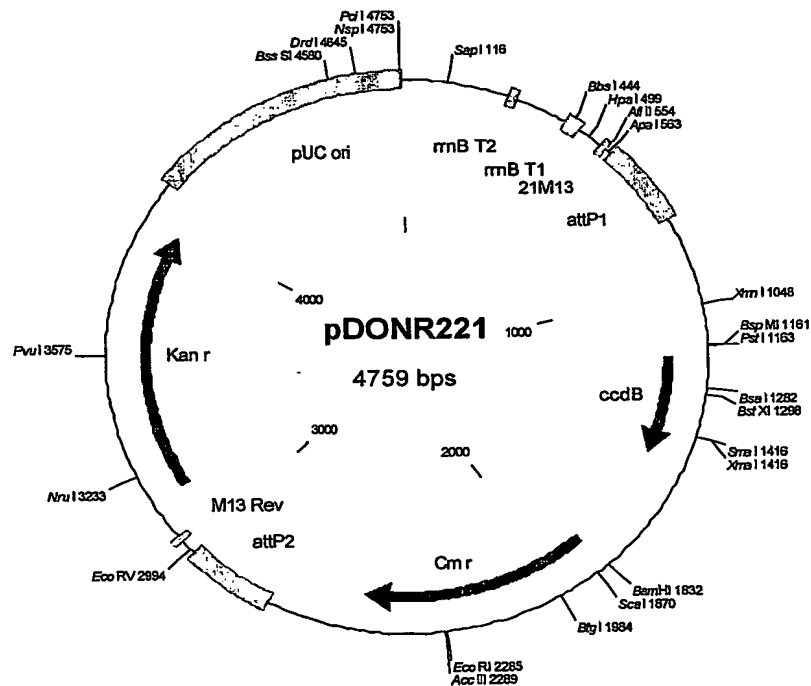 Pci I 4753
Nsp I 4753
Drd I 4645
Bss SI 4580
Sap I 116
Bbs I 444
Hpa I 499
Afl II 554
Apa I 563
pUC ori
rrnB T2
rrnB T1
21M13
attP1
4000
Xmn I 1048
pDONR221
1000
Bsp MI 1161
Pst I 1163
Pvu I 3575
Kan r
4759 bps
ccdB
Bsa I 1282
Bst XI 1298
3000
2000
Sma I 1416
Xma I 1416
Nru I 3233
M13 Rev
attP2
Eco RV 2994
Cm r
Bam HI 1832
Sca I 1870
Btg I 1984
Eco RI 2285
Acc III 2289